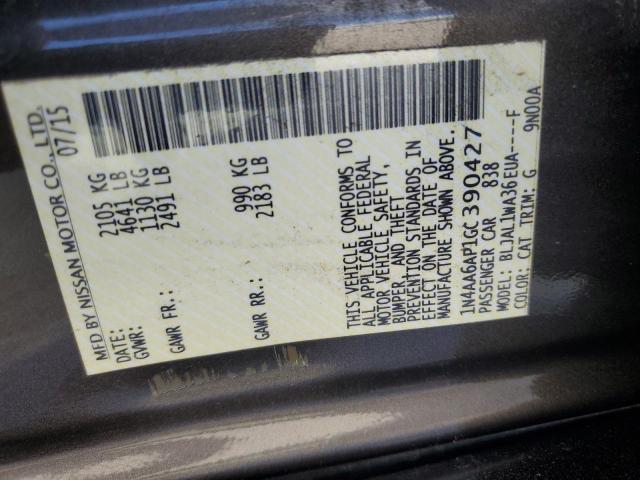 MFD BY NISSAN MOTOR CO., LTD.
DATE: 07/15
GVWR: 2105 KG
4641 LB
GAWR FR.: 1130 KG
2491 LB
GAWR RR.: 990 KG
2183 LB
THIS VEHICLE CONFORMS TO
ALL APPLICABLE FEDERAL
MOTOR VEHICLE SAFETY,
BUMPER, AND THEFT
PREVENTION STANDARDS IN
EFFECT ON THE DATE OF
MANUFACTURE SHOWN ABOVE.
1N4AA6AP1GC390427
PASSENGER CAR 838
MODEL: BLJALLWA36EUA-----F
COLOR: CAT TRIM: G 9N00A